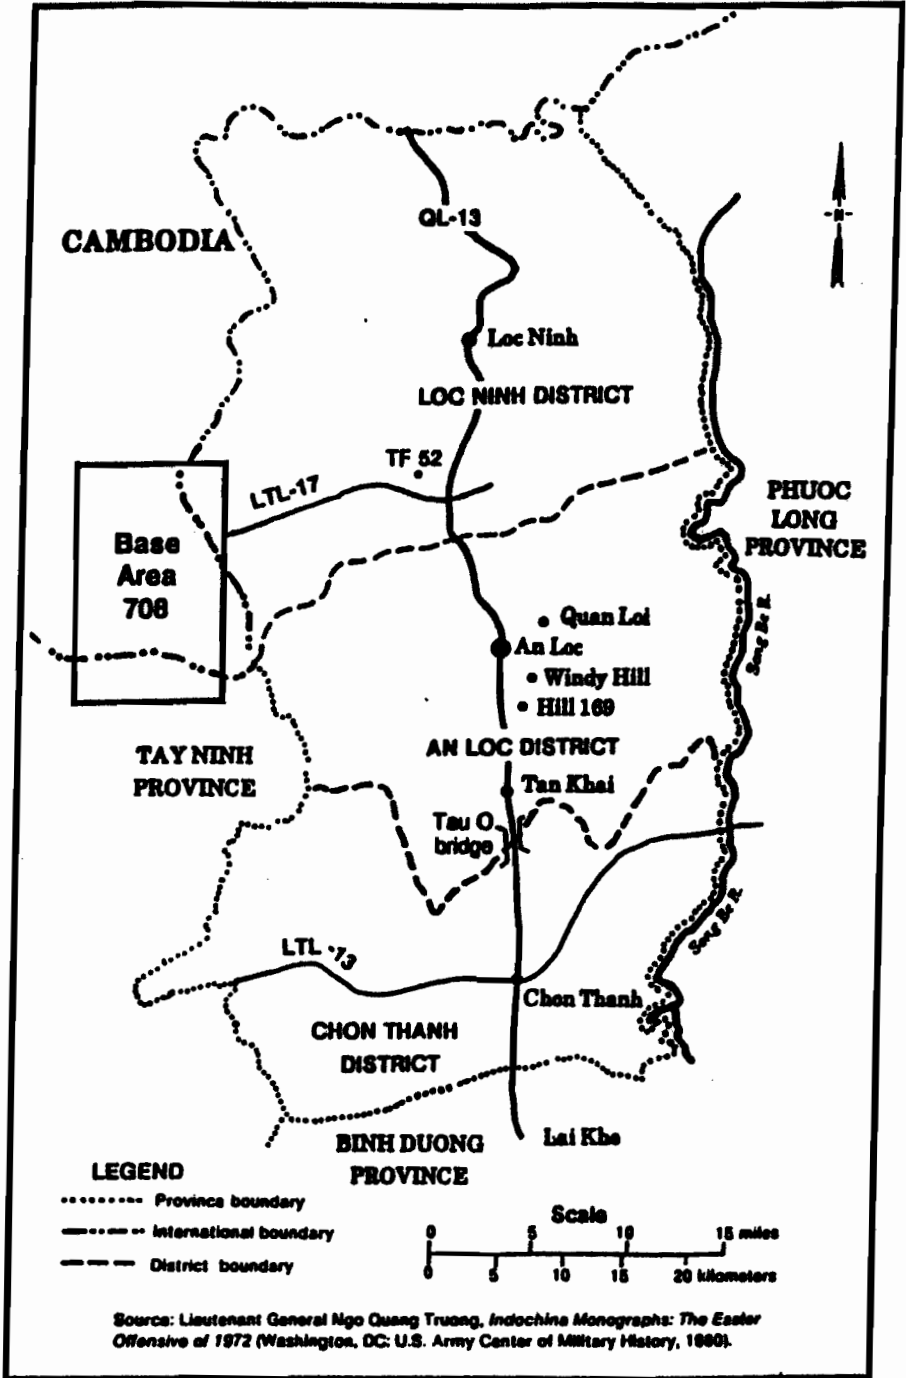 CAMBODIA
QL-13
-N-
Loc Ninh
LOC NINH DISTRICT
TF 52
LTL-17
Base
Area
708
PHUOC
LONG
PROVINCE
Quan Loi
An Loc
Windy Hill
Hill 169
Song Be R.
AN LOC DISTRICT
TAY NINH
PROVINCE
Tan Khai
Tau O
bridge
Song Be R.
LTL-13
Chon Thanh
CHON THANH
DISTRICT
BINH DUONG
PROVINCE
Lai Khe
LEGEND
Province boundary
International boundary
District boundary
Scale
0 5 10 15 miles
0 5 10 15 20 kilometers
Source: Lieutenant General Ngo Quang Truong, Indochina Monographs: The Easter
Offensive of 1972 (Washington, DC: U.S. Army Center of Military History, 1980).